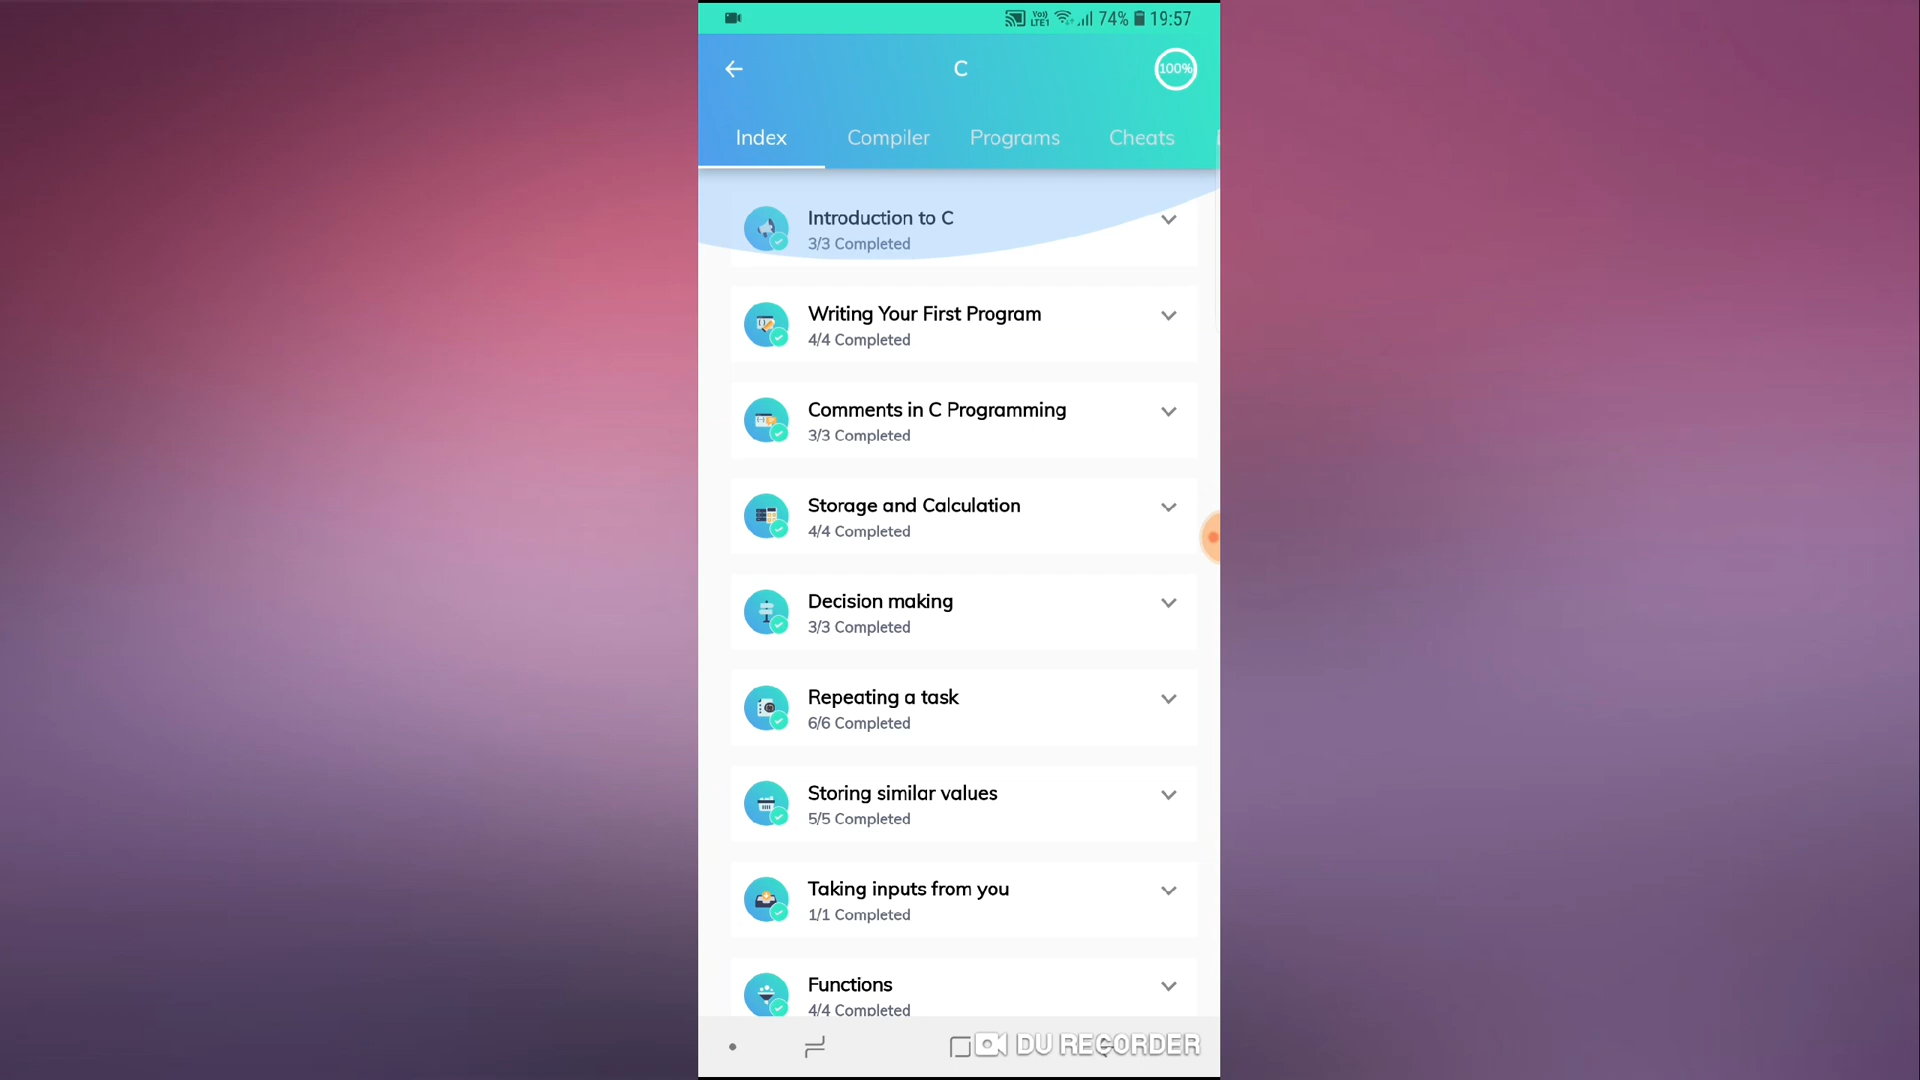 Vo)) LTE1 74% 19:57
C
100%
Index Compiler Programs Cheats
Introduction to C
3/3 Completed
Writing Your First Program
4/4 Completed
Comments in C Programming
3/3 Completed
Storage and Calculation
4/4 Completed
Decision making
3/3 Completed
Repeating a task
6/6 Completed
Storing similar values
5/5 Completed
Taking inputs from you
1/1 Completed
Functions
4/4 Completed
DU RECORDER